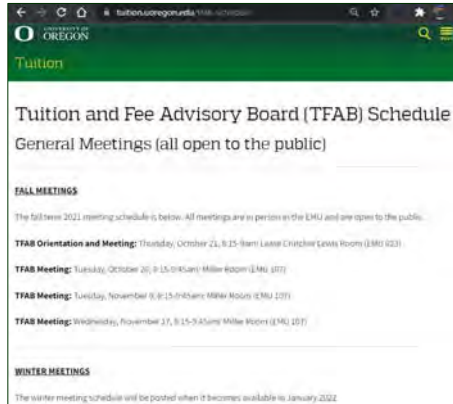 tuition.uoregon.edu/tfab-schedule
UNIVERSITY OF
OREGON
Tuition
Tuition and Fee Advisory Board (TFAB) Schedule
General Meetings (all open to the public)
FALL MEETINGS
The fall term 2021 meeting schedule is below. All meetings are in person in the EMU and are open to the public.
TFAB Orientation and Meeting: Thursday, October 21, 8:15-9am Crutcher Lewis Room (EMU 023)
TFAB Meeting: Tuesday, October 26, 8:15-9:45am Miller Room (EMU 107)
TFAB Meeting: Tuesday, November 9, 8:15-9:45am Miller Room (EMU 107)
TFAB Meeting: Wednesday, November 17, 8:15-9:45am Miller Room (EMU 107)
WINTER MEETINGS
The winter meeting schedule will be posted when it becomes available in January 2022